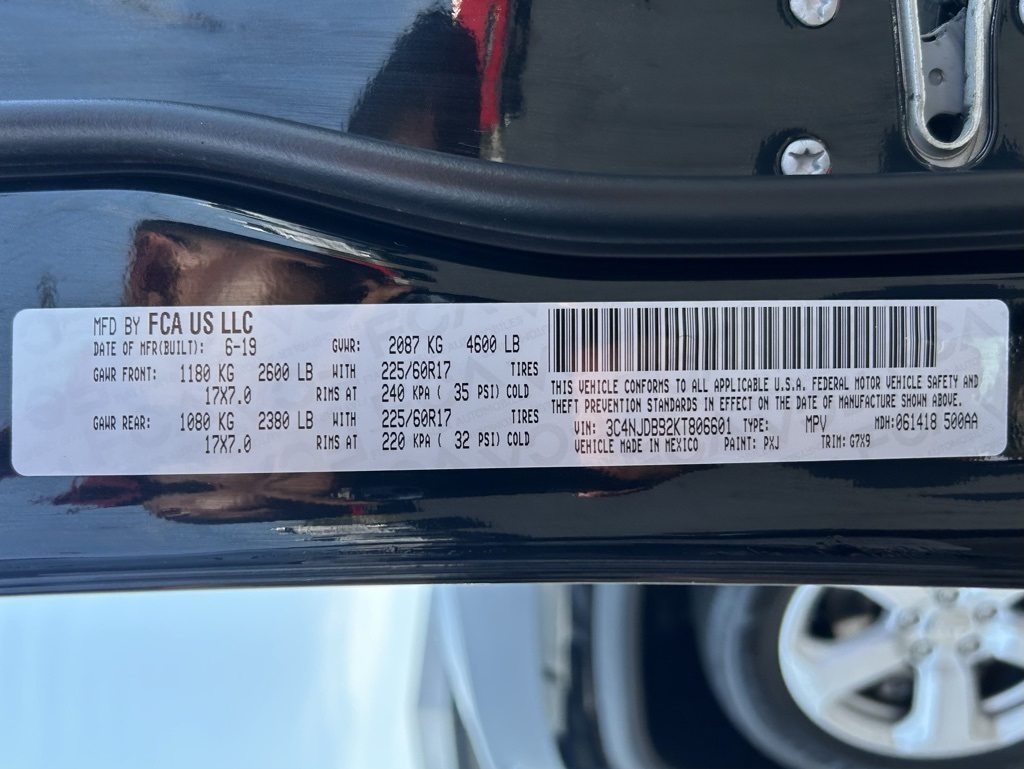 MFD BY FCA US LLC
DATE OF MFR(BUILT): 6-19 GVWR: 2087 KG 4600 LB
GAWR FRONT: 1180 KG 2600 LB WITH 225/60R17 TIRES
17X7.0 RIMS AT 240 KPA ( 35 PSI) COLD
GAWR REAR: 1080 KG 2380 LB WITH 225/60R17 TIRES
17X7.0 RIMS AT 220 KPA ( 32 PSI) COLD
THIS VEHICLE CONFORMS TO ALL APPLICABLE U.S.A. FEDERAL MOTOR VEHICLE SAFETY AND
THEFT PREVENTION STANDARDS IN EFFECT ON THE DATE OF MANUFACTURE SHOWN ABOVE.
VIN: 3C4NJDB92KT806601 TYPE: MPV MDH:061418 500AA
VEHICLE MADE IN MEXICO PAINT: PXJ TRIM: G7X9